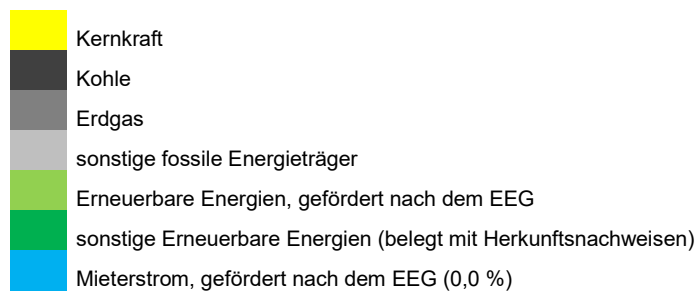 Kernkraft
Kohle
Erdgas
sonstige fossile Energieträger
Erneuerbare Energien, gefördert nach dem EEG
sonstige Erneuerbare Energien (belegt mit Herkunftsnachweisen)
Mieterstrom, gefördert nach dem EEG (0,0 %)